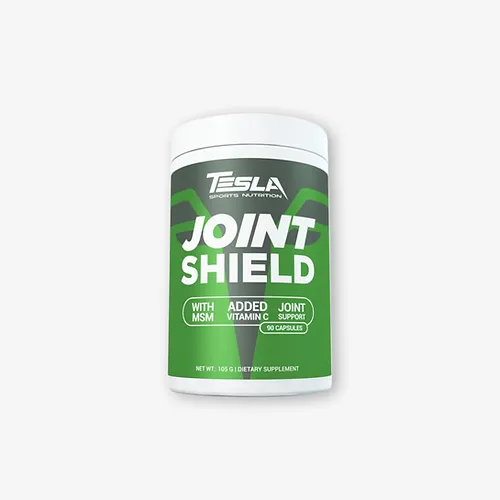 TESLA
SPORTS NUTRITION
JOINT
SHIELD
WITH MSM
ADDED VITAMIN C
JOINT SUPPORT
90 CAPSULES
NET WT: 105 G | DIETARY SUPPLEMENT